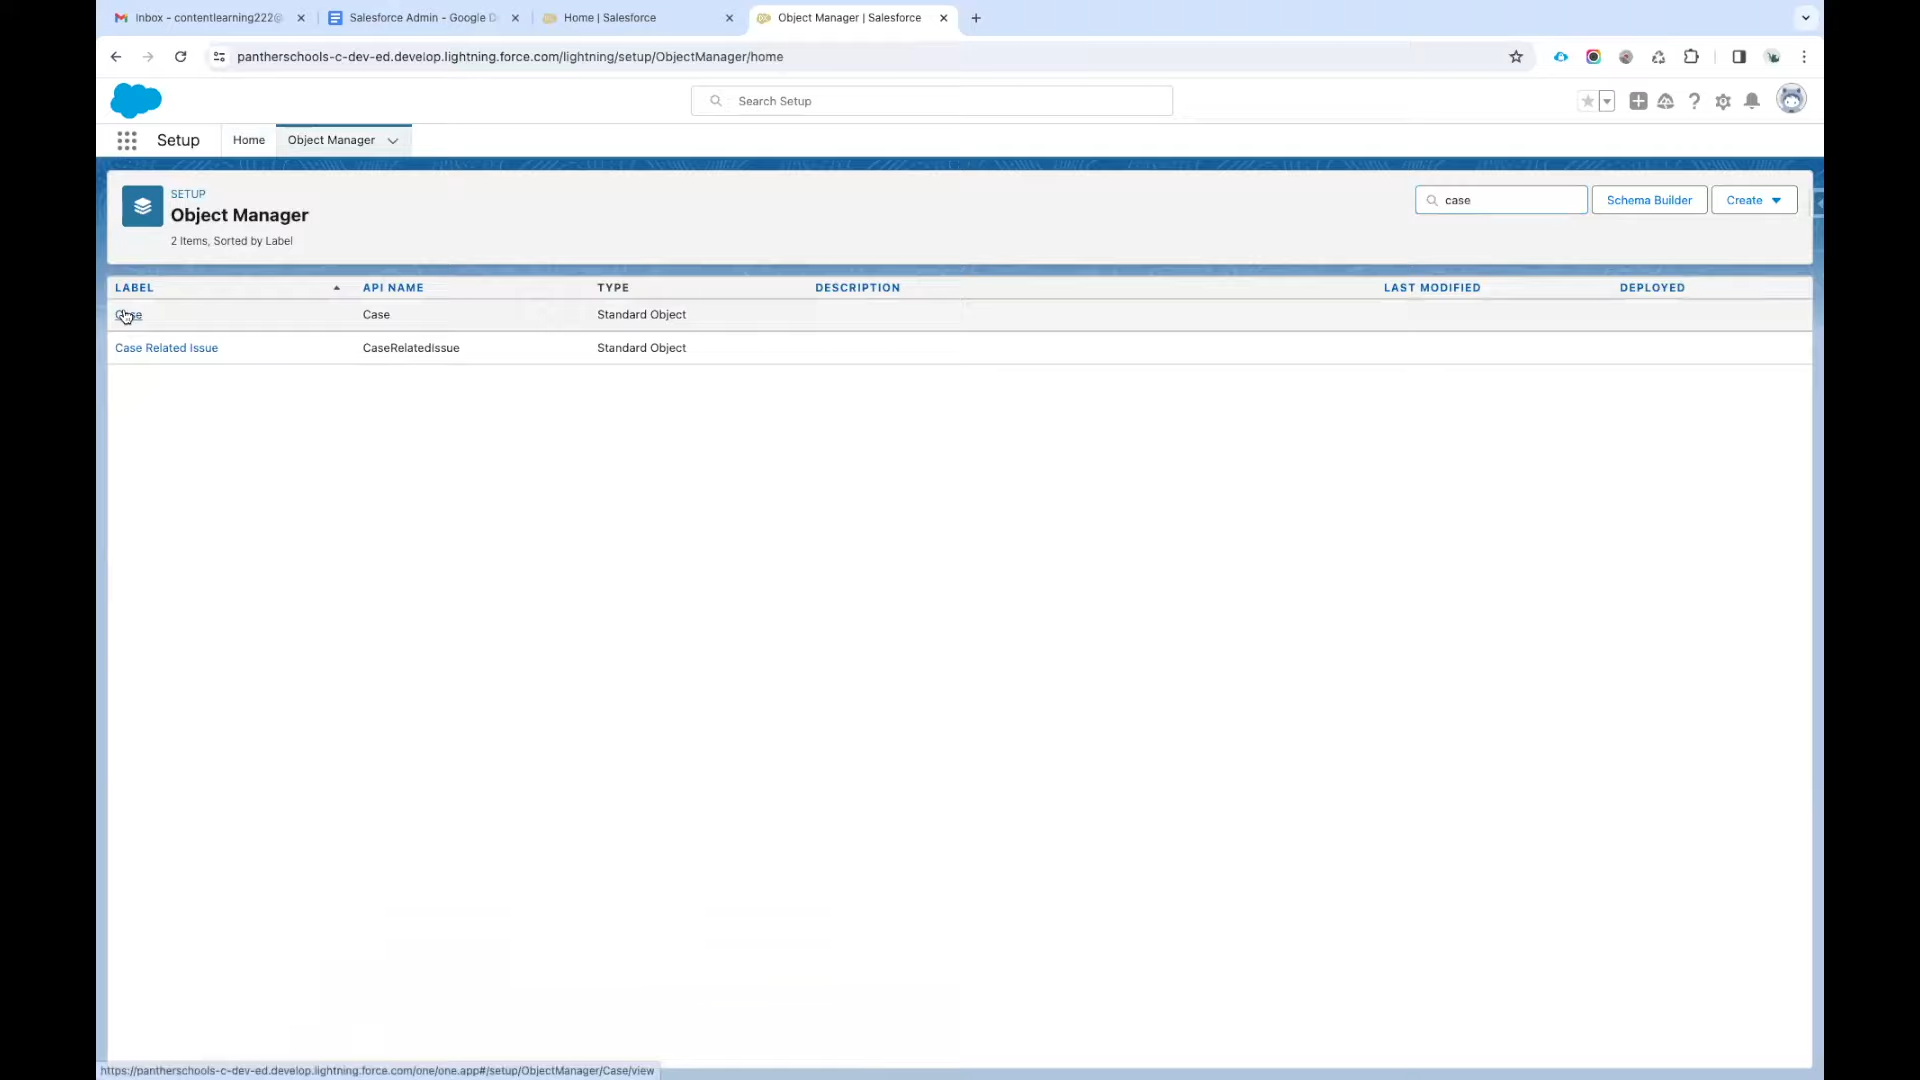 Inbox - contentlearning222@
Salesforce Admin - Google D
Home | Salesforce
Object Manager | Salesforce
pantherschools-c-dev-ed.develop.lightning.force.com/lightning/setup/ObjectManager/home
Search Setup
Setup
Home
Object Manager
SETUP
Object Manager
2 Items, Sorted by Label
case
Schema Builder
Create
LABEL API NAME TYPE DESCRIPTION LAST MODIFIED DEPLOYED
Case Case Standard Object
Case Related Issue CaseRelatedIssue Standard Object
https://pantherschools-c-dev-ed.develop.lightning.force.com/one/one.app#/setup/ObjectManager/Case/view